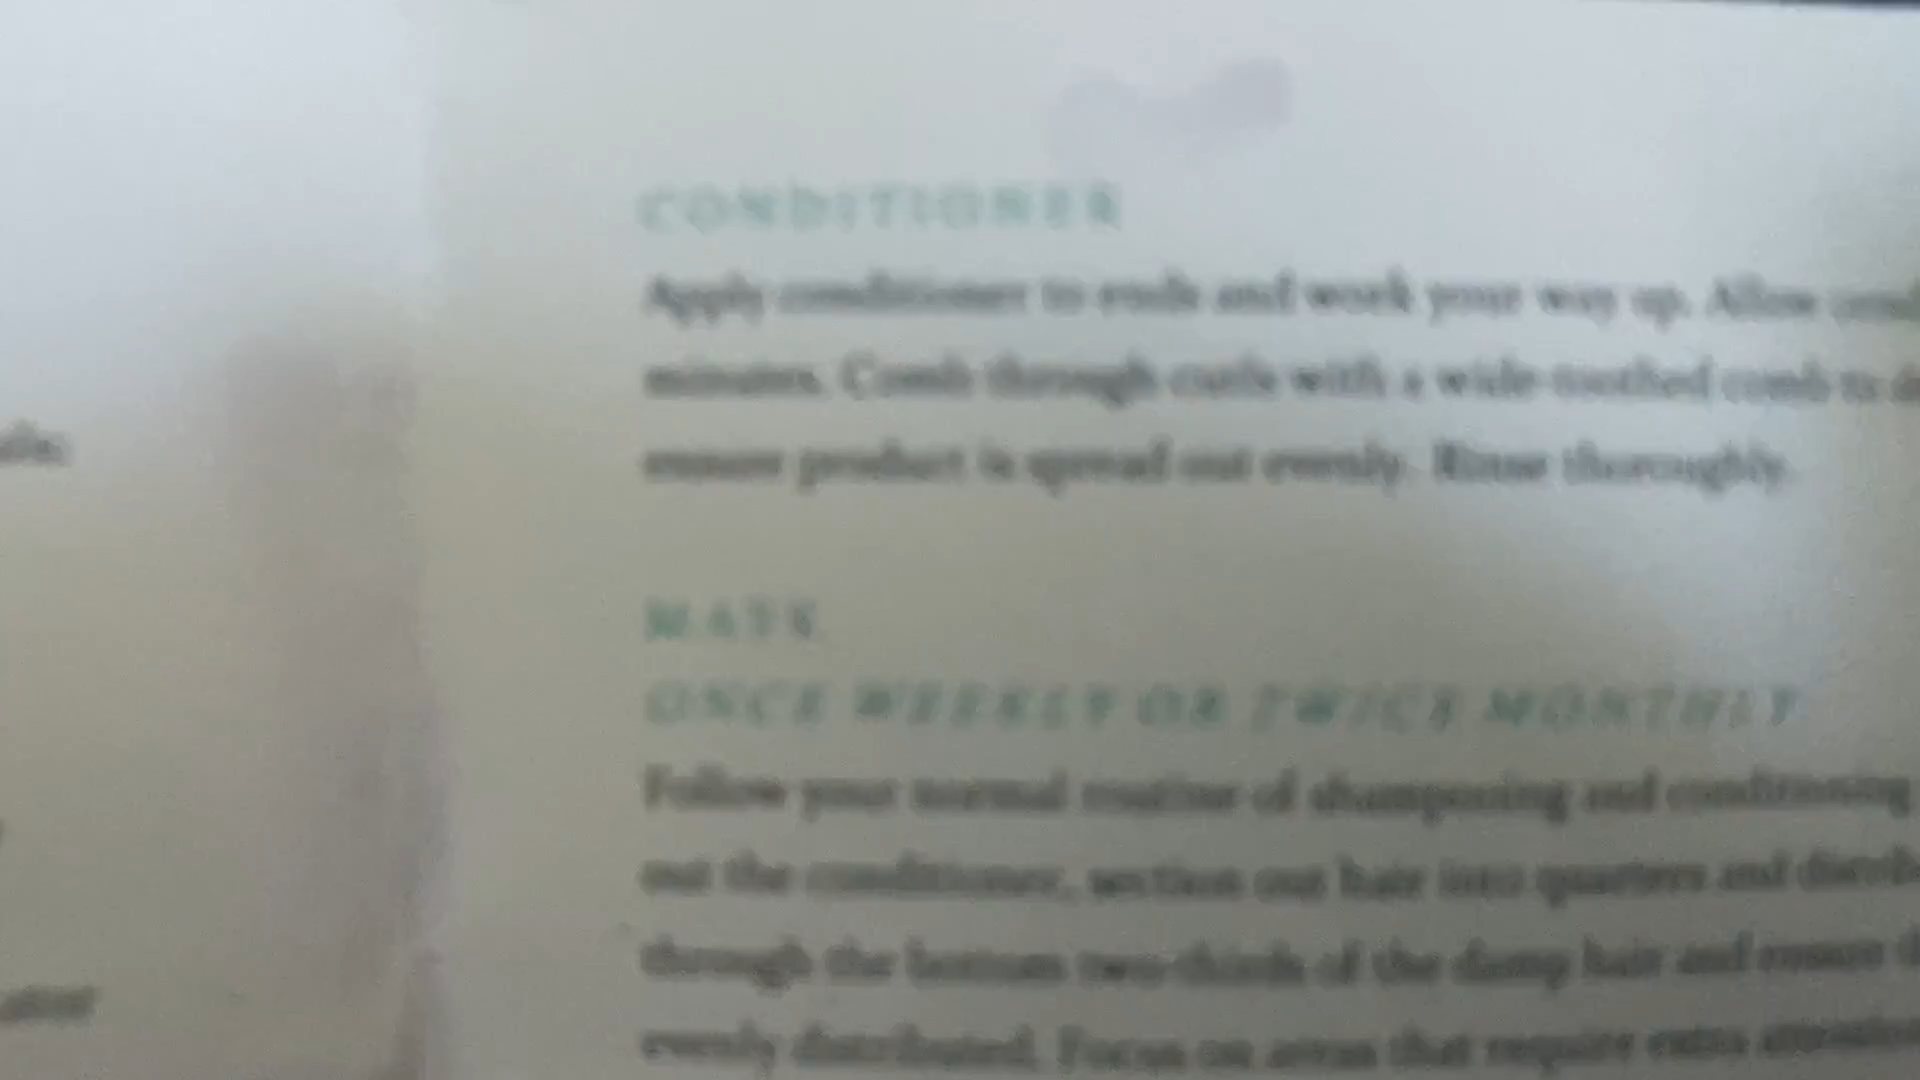 CONDITIONER
Apply conditioner to ends and work your way up. Allow
minutes. Comb through curls with a wide-toothed comb to
ensure product is spread out evenly. Rinse thoroughly.
MASK
ONCE WEEKLY OR TWICE MONTHLY
Follow your normal routine of shampooing and conditioning
out the conditioner, section out hair into quarters and
through the bottom two-thirds of the damp hair and ensure
evenly distributed. Focus on areas that require extra